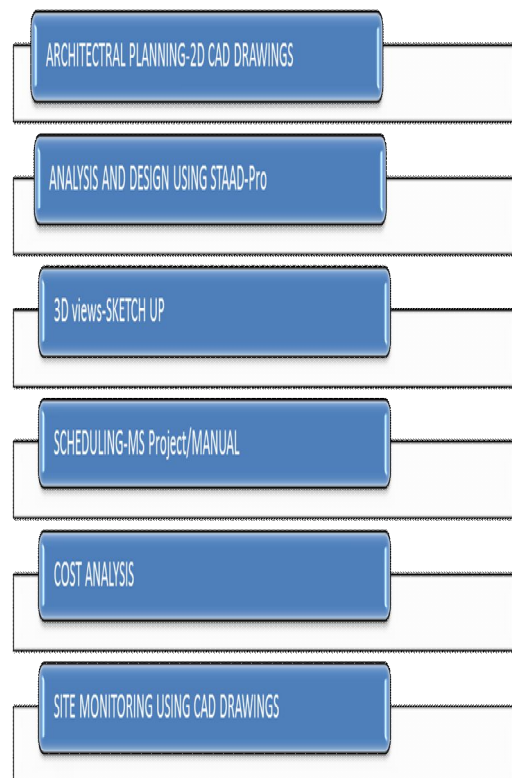 ARCHITECTRAL PLANNING-2D CAD DRAWINGS
ANALYSIS AND DESIGN USING STAAD-Pro
3D views-SKETCH UP
SCHEDULING-MS Project/MANUAL
COST ANALYSIS
SITE MONITORING USING CAD DRAWINGS